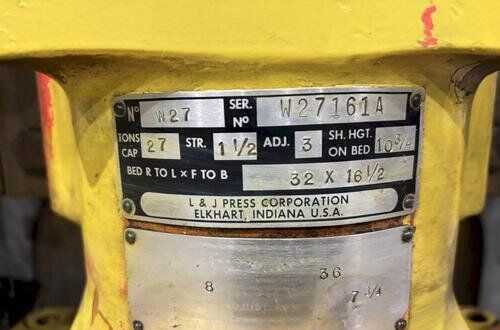 Nº W27 SER. Nº W27161A
TONS CAP 27 STR. 1 1/2 ADJ. 3 SH. HGT. ON BED 10 3/4
BED R TO L × F TO B 32 X 16 1/2
L & J PRESS CORPORATION
ELKHART, INDIANA U.S.A.
8 36
7 3/4